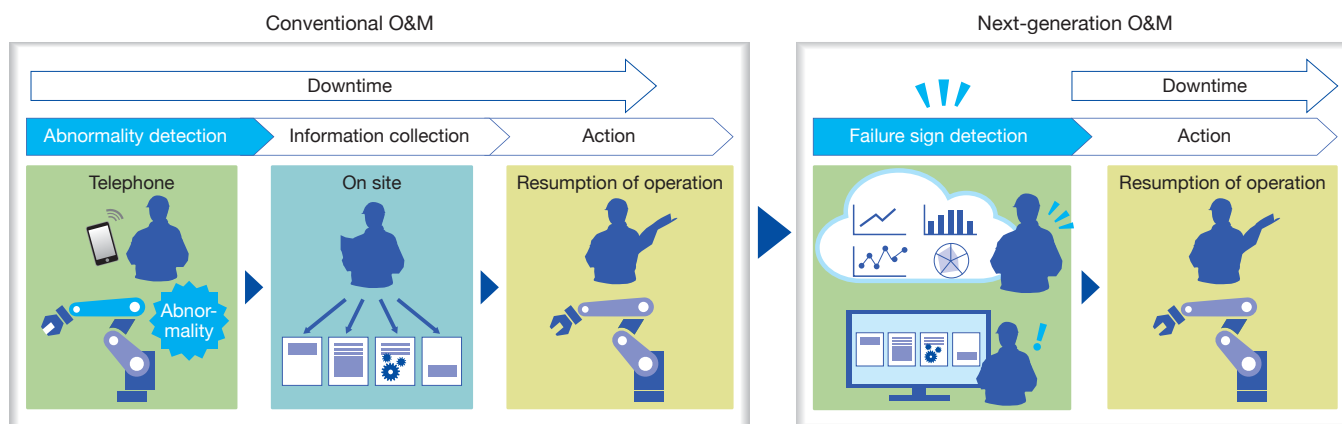 Conventional O&M
Downtime
Abnormality detection
Information collection
Action
Telephone
On site
Resumption of operation
Abnor-
mality
Next-generation O&M
Downtime
Failure sign detection
Action
Resumption of operation